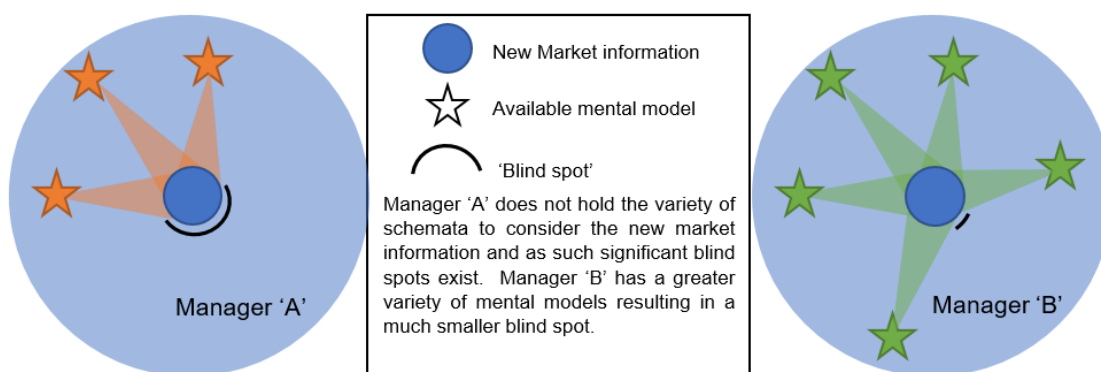 New Market information
Available mental model
‘Blind spot’
Manager ‘A’ does not hold the variety of
schemata to consider the new market
information and as such significant blind
spots exist. Manager ‘B’ has a greater
variety of mental models resulting in a
much smaller blind spot.
Manager ‘A’
Manager ‘B’